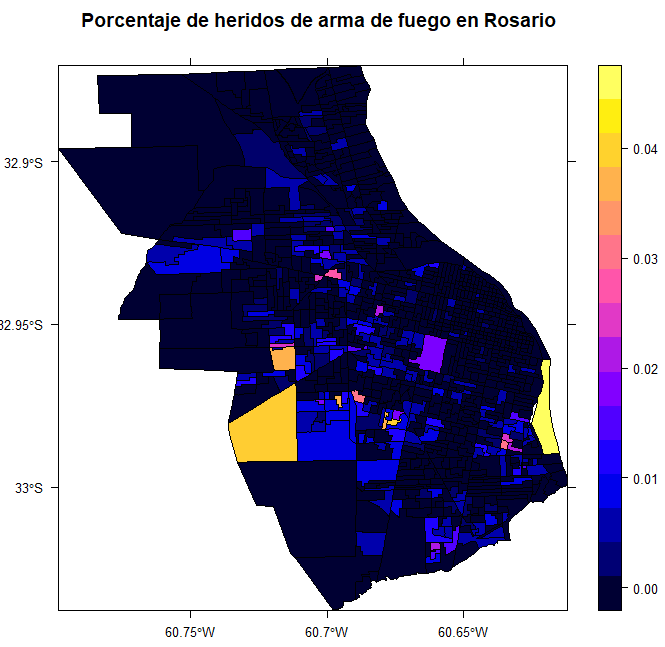 Porcentaje de heridos de arma de fuego en Rosario
32.9°S
32.95°S
33°S
60.75°W
60.7°W
60.65°W
0.04
0.03
0.02
0.01
0.00